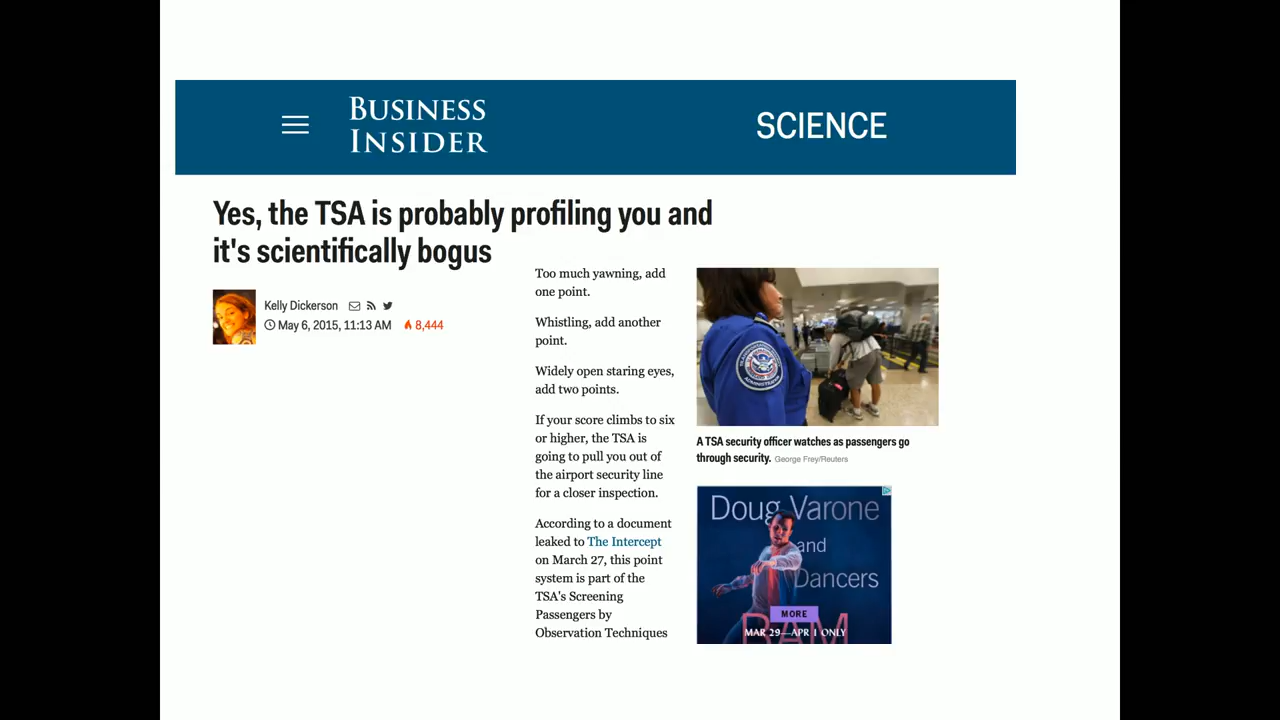 BUSINESS
INSIDER
SCIENCE
Yes, the TSA is probably profiling you and
it's scientifically bogus
Kelly Dickerson
May 6, 2015, 11:13 AM 8,444
Too much yawning, add
one point.
Whistling, add another
point.
Widely open staring eyes,
add two points.
If your score climbs to six
or higher, the TSA is
going to pull you out of
the airport security line
for a closer inspection.
According to a document
leaked to The Intercept
on March 27, this point
system is part of the
TSA's Screening
Passengers by
Observation Techniques
A TSA security officer watches as passengers go
through security. George Frey/Reuters
Doug Varone
and
Dancers
MORE
BAM
MAR 29—APR 1 ONLY